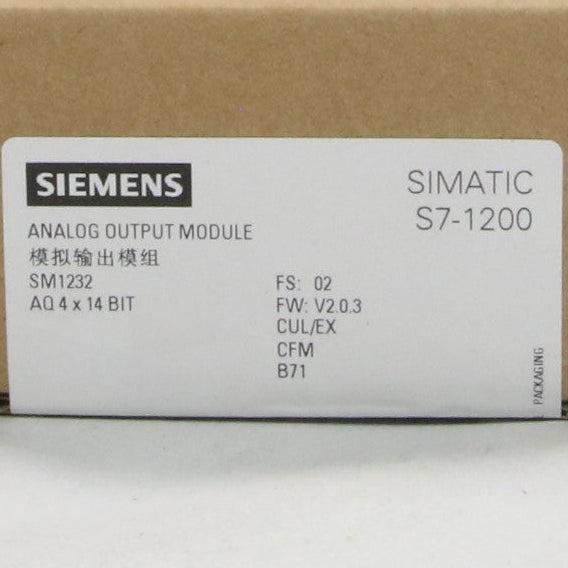 SIEMENS
SIMATIC
S7-1200
ANALOG OUTPUT MODULE
模拟输出模组
SM1232
AQ 4 x 14 BIT
FS: 02
FW: V2.0.3
CUL/EX
CFM
B71
PACKAGING